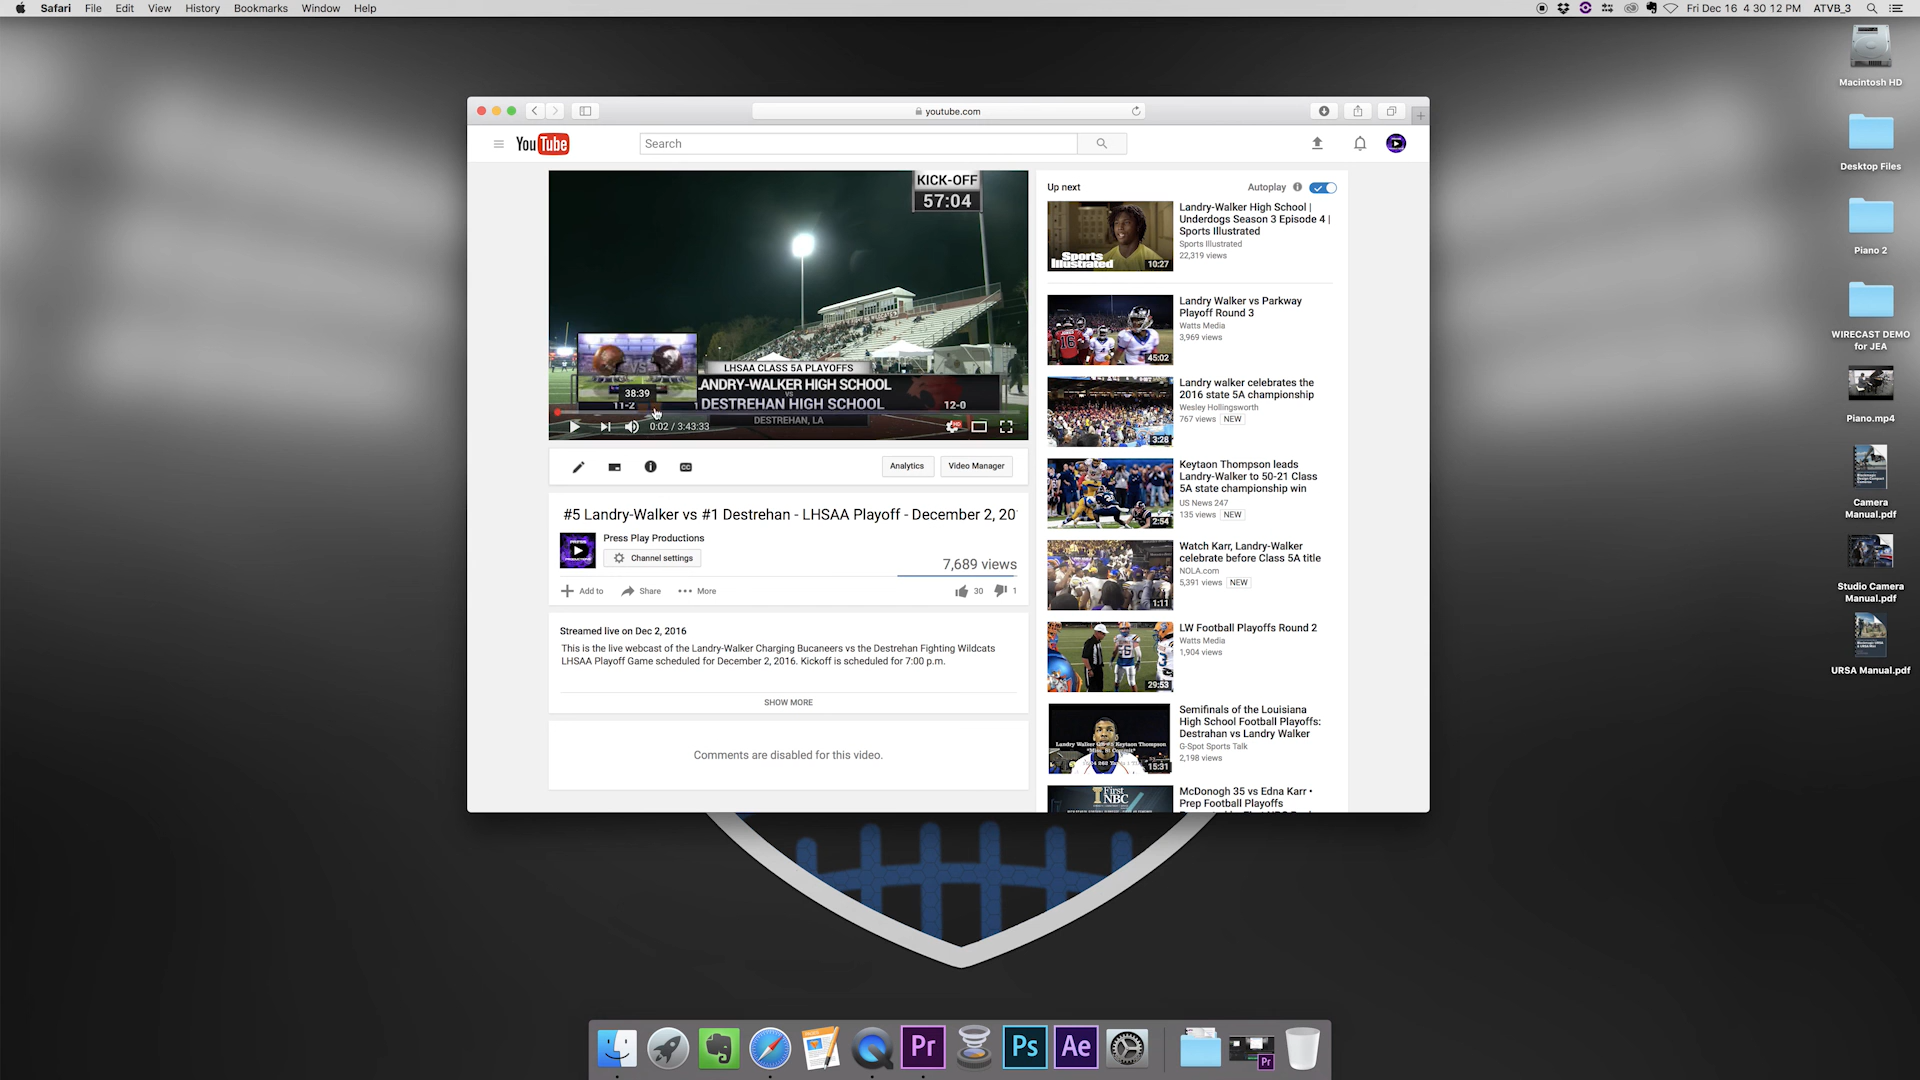 Safari File Edit View History Bookmarks Window Help
Fri Dec 16 4 30 12 PM ATVB_3
youtube.com
YouTube
Search
KICK-OFF
57:04
LHSAA CLASS 5A PLAYOFFS
LANDRY-WALKER HIGH SCHOOL
VS
DESTREHAN HIGH SCHOOL
11-2
12-0
DESTREHAN, LA
38:39
0:02 / 3:43:33
HD
CC
Analytics
Video Manager
#5 Landry-Walker vs #1 Destrehan - LHSAA Playoff - December 2, 20
Press Play Productions
Channel settings
7,689 views
Add to
Share
More
30
1
Streamed live on Dec 2, 2016
This is the live webcast of the Landry-Walker Charging Bucaneers vs the Destrehan Fighting Wildcats
LHSAA Playoff Game scheduled for December 2, 2016. Kickoff is scheduled for 7:00 p.m.
SHOW MORE
Comments are disabled for this video.
Up next
Autoplay
Sports
Illustrated
10:27
Landry-Walker High School |
Underdogs Season 3 Episode 4 |
Sports Illustrated
Sports Illustrated
22,319 views
45:02
Landry Walker vs Parkway
Playoff Round 3
Watts Media
3,969 views
3:28
Landry walker celebrates the
2016 state 5A championship
Wesley Hollingsworth
767 views NEW
2:54
Keytaon Thompson leads
Landry-Walker to 50-21 Class
5A state championship win
US News 247
135 views NEW
1:11
Watch Karr, Landry-Walker
celebrate before Class 5A title
NOLA.com
5,391 views NEW
29:53
LW Football Playoffs Round 2
Watts Media
1,904 views
15:31
Semifinals of the Louisiana
High School Football Playoffs:
Destrahan vs Landry Walker
G-Spot Sports Talk
2,198 views
First
NBC
McDonogh 35 vs Edna Karr •
Prep Football Playoffs
Macintosh HD
Desktop Files
Piano 2
WIRECAST DEMO
for JEA
Piano.mp4
Camera
Manual.pdf
Studio Camera
Manual.pdf
URSA Manual.pdf
Pr
Ps
Ae
Pr